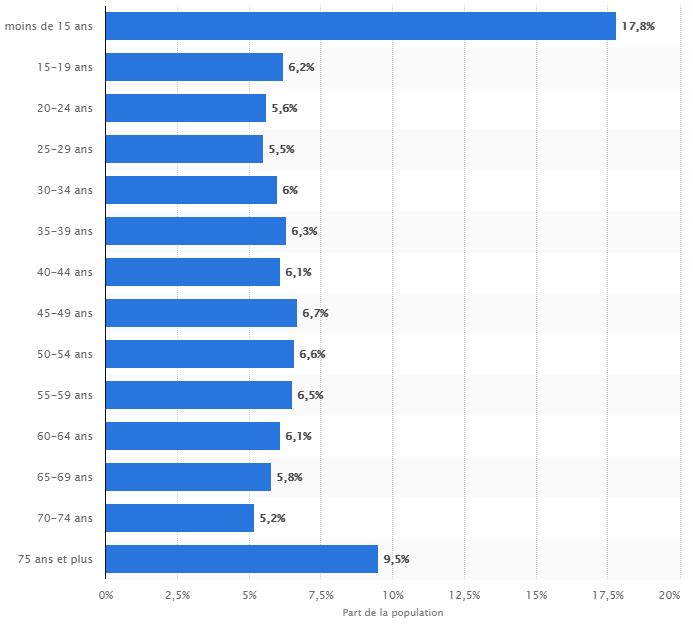 moins de 15 ans 17,8%
15-19 ans 6,2%
20-24 ans 5,6%
25-29 ans 5,5%
30-34 ans 6%
35-39 ans 6,3%
40-44 ans 6,1%
45-49 ans 6,7%
50-54 ans 6,6%
55-59 ans 6,5%
60-64 ans 6,1%
65-69 ans 5,8%
70-74 ans 5,2%
75 ans et plus 9,5%
0% 2,5% 5% 7,5% 10% 12,5% 15% 17,5% 20%
Part de la population